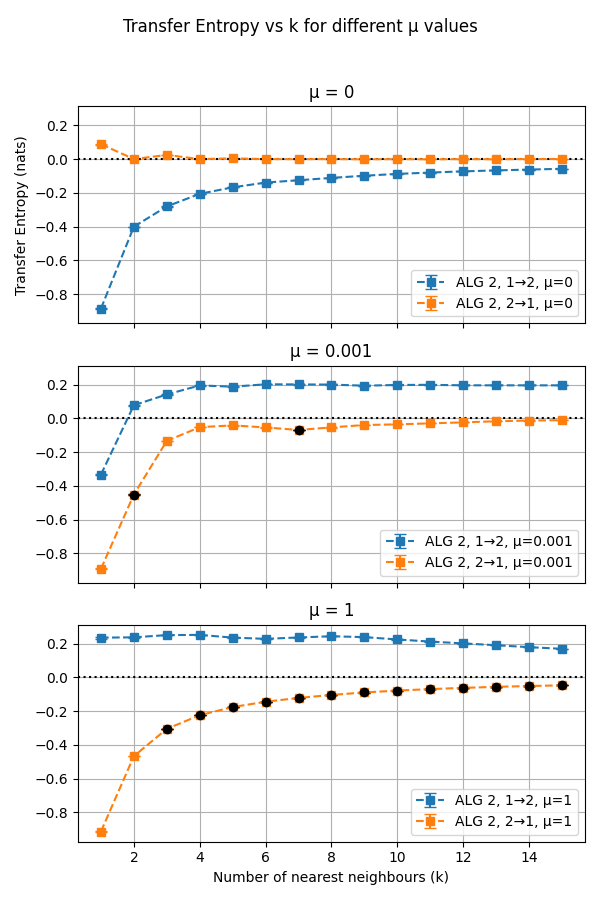 Transfer Entropy vs k for different μ values
μ = 0
0.2
0.0
−0.2
−0.4
−0.6
−0.8
Transfer Entropy (nats)
ALG 2, 1→2, μ=0
ALG 2, 2→1, μ=0
μ = 0.001
0.2
0.0
−0.2
−0.4
−0.6
−0.8
ALG 2, 1→2, μ=0.001
ALG 2, 2→1, μ=0.001
μ = 1
0.2
0.0
−0.2
−0.4
−0.6
−0.8
ALG 2, 1→2, μ=1
ALG 2, 2→1, μ=1
2 4 6 8 10 12 14
Number of nearest neighbours (k)